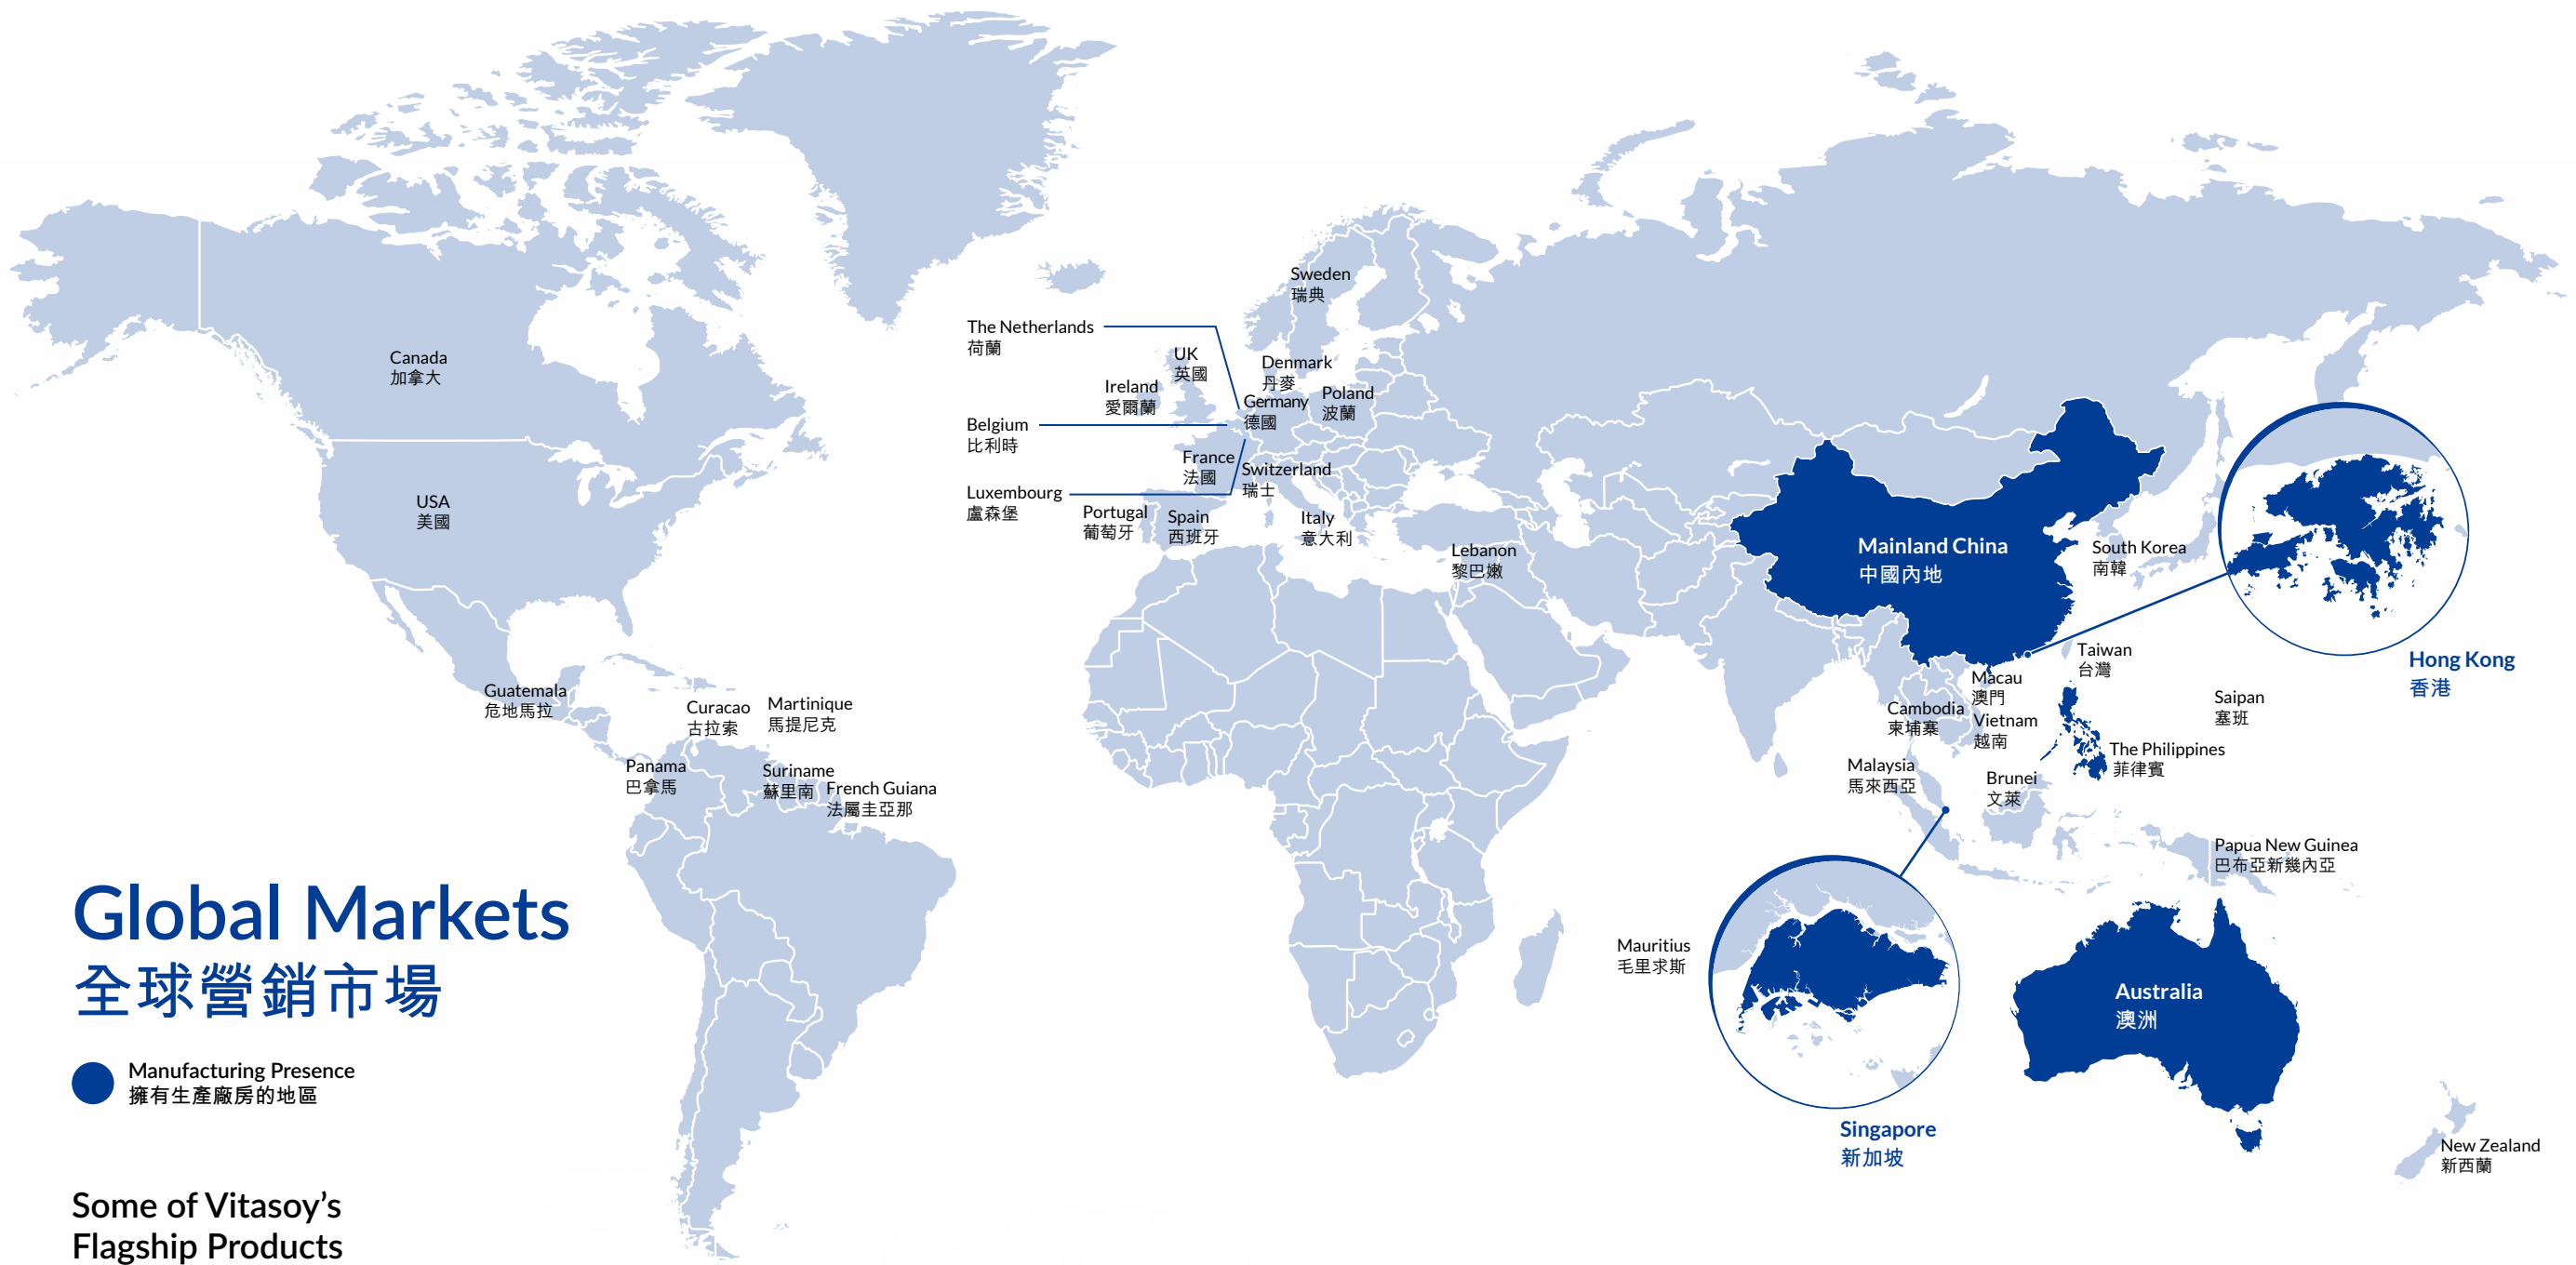 Canada
加拿大
USA
美國
Guatemala
危地馬拉
Curacao
古拉索
Martinique
馬提尼克
Panama
巴拿馬
Suriname
蘇里南
French Guiana
法屬圭亞那
Sweden
瑞典
The Netherlands
荷蘭
UK
英國
Denmark
丹麥
Ireland
愛爾蘭
Germany
德國
Poland
波蘭
Belgium
比利時
France
法國
Switzerland
瑞士
Luxembourg
盧森堡
Portugal
葡萄牙
Spain
西班牙
Italy
意大利
Lebanon
黎巴嫩
Mainland China
中國內地
South Korea
南韓
Hong Kong
香港
Taiwan
台灣
Macau
澳門
Saipan
塞班
Cambodia
柬埔寨
Vietnam
越南
The Philippines
菲律賓
Malaysia
馬來西亞
Brunei
文萊
Papua New Guinea
巴布亞新幾內亞
Mauritius
毛里求斯
Australia
澳洲
Singapore
新加坡
New Zealand
新西蘭
Global Markets
全球營銷市場
Manufacturing Presence
擁有生產廠房的地區
Some of Vitasoy’s
Flagship Products